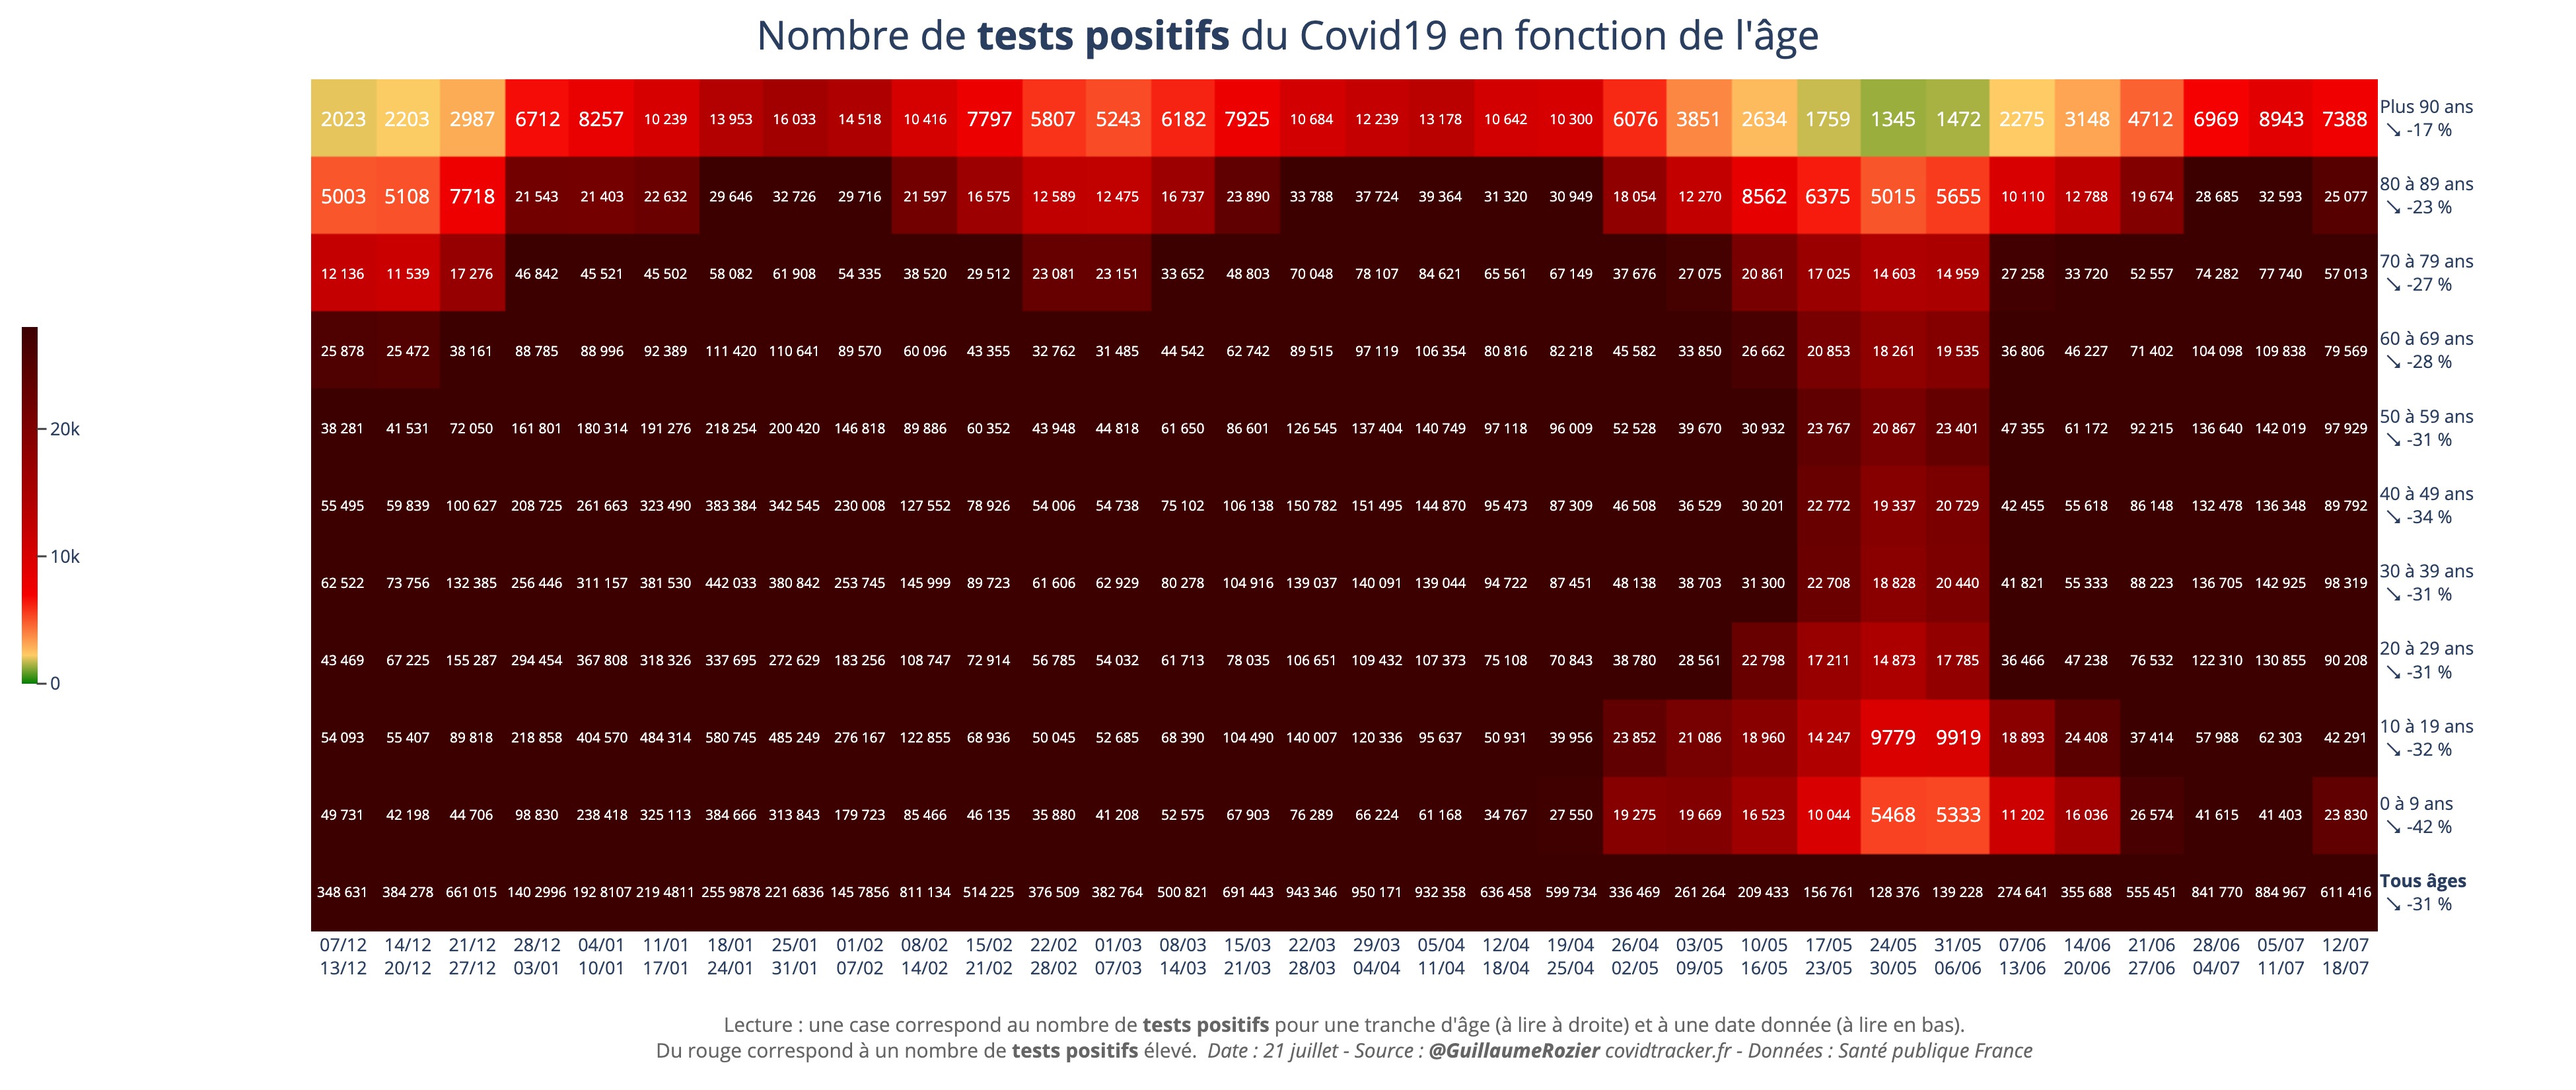 Nombre de tests positifs du Covid19 en fonction de l'âge
2023 2203 2987 6712 8257 10 239 13 953 16 033 14 518 10 416 7797 5807 5243 6182 7925 10 684 12 239 13 178 10 642 10 300 6076 3851 2634 1759 1345 1472 2275 3148 4712 6969 8943 7388 Plus 90 ans
↘ -17 %
5003 5108 7718 21 543 21 403 22 632 29 646 32 726 29 716 21 597 16 575 12 589 12 475 16 737 23 890 33 788 37 724 39 364 31 320 30 949 18 054 12 270 8562 6375 5015 5655 10 110 12 788 19 674 28 685 32 593 25 077 80 à 89 ans
↘ -23 %
12 136 11 539 17 276 46 842 45 521 45 502 58 082 61 908 54 335 38 520 29 512 23 081 23 151 33 652 48 803 70 048 78 107 84 621 65 561 67 149 37 676 27 075 20 861 17 025 14 603 14 959 27 258 33 720 52 557 74 282 77 740 57 013 70 à 79 ans
↘ -27 %
25 878 25 472 38 161 88 785 88 996 92 389 111 420 110 641 89 570 60 096 43 355 32 762 31 485 44 542 62 742 89 515 97 119 106 354 80 816 82 218 45 582 33 850 26 662 20 853 18 261 19 535 36 806 46 227 71 402 104 098 109 838 79 569 60 à 69 ans
↘ -28 %
38 281 41 531 72 050 161 801 180 314 191 276 218 254 200 420 146 818 89 886 60 352 43 948 44 818 61 650 86 601 126 545 137 404 140 749 97 118 96 009 52 528 39 670 30 932 23 767 20 867 23 401 47 355 61 172 92 215 136 640 142 019 97 929 50 à 59 ans
↘ -31 %
55 495 59 839 100 627 208 725 261 663 323 490 383 384 342 545 230 008 127 552 78 926 54 006 54 738 75 102 106 138 150 782 151 495 144 870 95 473 87 309 46 508 36 529 30 201 22 772 19 337 20 729 42 455 55 618 86 148 132 478 136 348 89 792 40 à 49 ans
↘ -34 %
62 522 73 756 132 385 256 446 311 157 381 530 442 033 380 842 253 745 145 999 89 723 61 606 62 929 80 278 104 916 139 037 140 091 139 044 94 722 87 451 48 138 38 703 31 300 22 708 18 828 20 440 41 821 55 333 88 223 136 705 142 925 98 319 30 à 39 ans
↘ -31 %
43 469 67 225 155 287 294 454 367 808 318 326 337 695 272 629 183 256 108 747 72 914 56 785 54 032 61 713 78 035 106 651 109 432 107 373 75 108 70 843 38 780 28 561 22 798 17 211 14 873 17 785 36 466 47 238 76 532 122 310 130 855 90 208 20 à 29 ans
↘ -31 %
54 093 55 407 89 818 218 858 404 570 484 314 580 745 485 249 276 167 122 855 68 936 50 045 52 685 68 390 104 490 140 007 120 336 95 637 50 931 39 956 23 852 21 086 18 960 14 247 9779 9919 18 893 24 408 37 414 57 988 62 303 42 291 10 à 19 ans
↘ -32 %
49 731 42 198 44 706 98 830 238 418 325 113 384 666 313 843 179 723 85 466 46 135 35 880 41 208 52 575 67 903 76 289 66 224 61 168 34 767 27 550 19 275 19 669 16 523 10 044 5468 5333 11 202 16 036 26 574 41 615 41 403 23 830 0 à 9 ans
↘ -42 %
348 631 384 278 661 015 140 2996 192 8107 219 4811 255 9878 221 6836 145 7856 811 134 514 225 376 509 382 764 500 821 691 443 943 346 950 171 932 358 636 458 599 734 336 469 261 264 209 433 156 761 128 376 139 228 274 641 355 688 555 451 841 770 884 967 611 416 Tous âges
↘ -31 %
07/12 14/12 21/12 28/12 04/01 11/01 18/01 25/01 01/02 08/02 15/02 22/02 01/03 08/03 15/03 22/03 29/03 05/04 12/04 19/04 26/04 03/05 10/05 17/05 24/05 31/05 07/06 14/06 21/06 28/06 05/07 12/07
13/12 20/12 27/12 03/01 10/01 17/01 24/01 31/01 07/02 14/02 21/02 28/02 07/03 14/03 21/03 28/03 04/04 11/04 18/04 25/04 02/05 09/05 16/05 23/05 30/05 06/06 13/06 20/06 27/06 04/07 11/07 18/07
20k
10k
0
Lecture : une case correspond au nombre de tests positifs pour une tranche d'âge (à lire à droite) et à une date donnée (à lire en bas).
Du rouge correspond à un nombre de tests positifs élevé. Date : 21 juillet - Source : @GuillaumeRozier covidtracker.fr - Données : Santé publique France